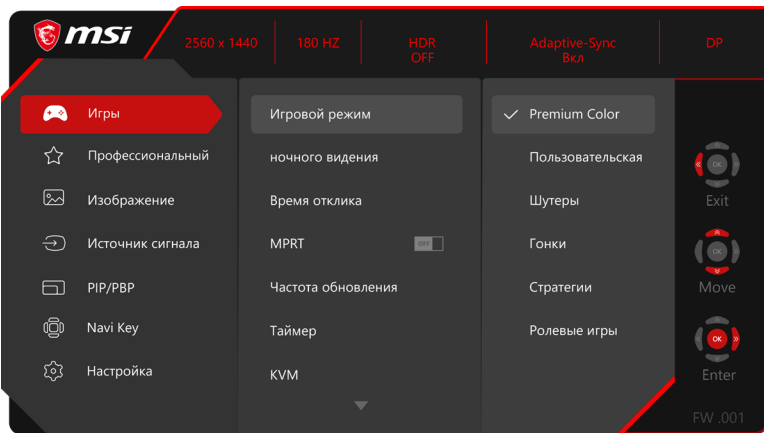 msi
2560 x 1440
180 HZ
HDR
OFF
Adaptive-Sync
Вкл
DP
Игры
Профессиональный
Изображение
Источник сигнала
PIP/PBP
Navi Key
Настройка
Игровой режим
ночного видения
Время отклика
MPRT
OFF
Частота обновления
Таймер
KVM
Premium Color
Пользовательская
Шутеры
Гонки
Стратегии
Ролевые игры
OK
Exit
OK
Move
OK
Enter
FW .001